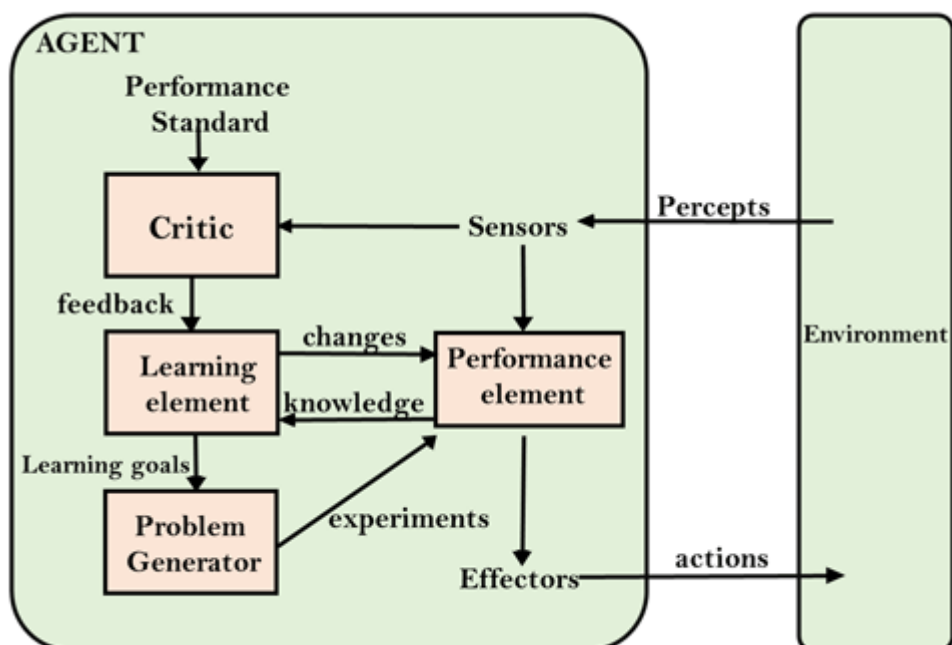 AGENT
Performance
Standard
Critic
Sensors
Percepts
feedback
changes
Environment
Learning
element
Performance
element
knowledge
Learning goals
Problem
Generator
experiments
Effectors
actions